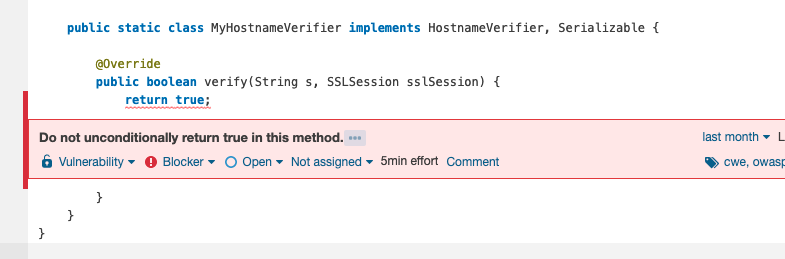 public static class MyHostnameVerifier implements HostnameVerifier, Serializable {
@Override
public boolean verify(String s, SSLSession sslSession) {
return true;
Do not unconditionally return true in this method. ••• last month L
Vulnerability Blocker Open Not assigned 5min effort Comment cwe, owasp
}
}
}